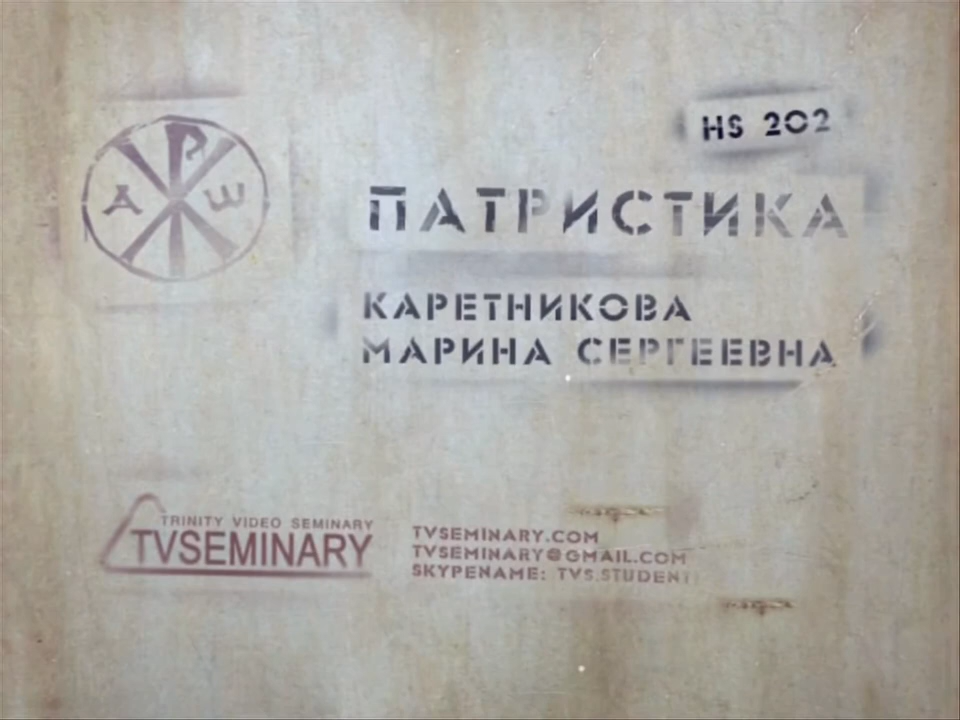 HS 202
ПАТРИСТИКА
КАРЕТНИКОВА
МАРИНА СЕРГЕЕВНА
Α Ρ Ω
TRINITY VIDEO SEMINARY
TVSEMINARY
TVSEMINARY.COM
TVSEMINARY@GMAIL.COM
SKYPENAME: TVS.STUDENT